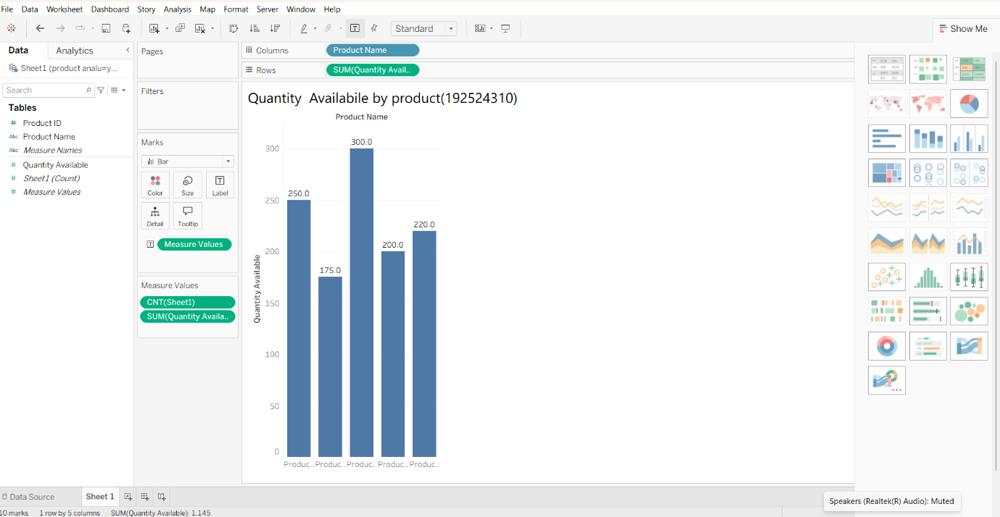 File Data Worksheet Dashboard Story Analysis Map Format Server Window Help
Standard
Show Me
Data Analytics
Sheet1 (product analu=y...
Search
Tables
# Product ID
Abc Product Name
Abc Measure Names
# Quantity Available
# Sheet1 (Count)
# Measure Values
Pages
Filters
Marks
Bar
Color Size Label
Detail Tooltip
Measure Values
Measure Values
CNT(Sheet1)
SUM(Quantity Availa..
Columns Product Name
Rows SUM(Quantity Avail..
Quantity  Availabile by product(192524310)
Product Name
Quantity Available
300
250
200
150
100
50
0
250.0
175.0
300.0
200.0
220.0
Produc.. Produc.. Produc.. Produc.. Produc..
Data Source Sheet 1
10 marks 1 row by 5 columns SUM(Quantity Available): 1,145
Speakers (Realtek(R) Audio): Muted